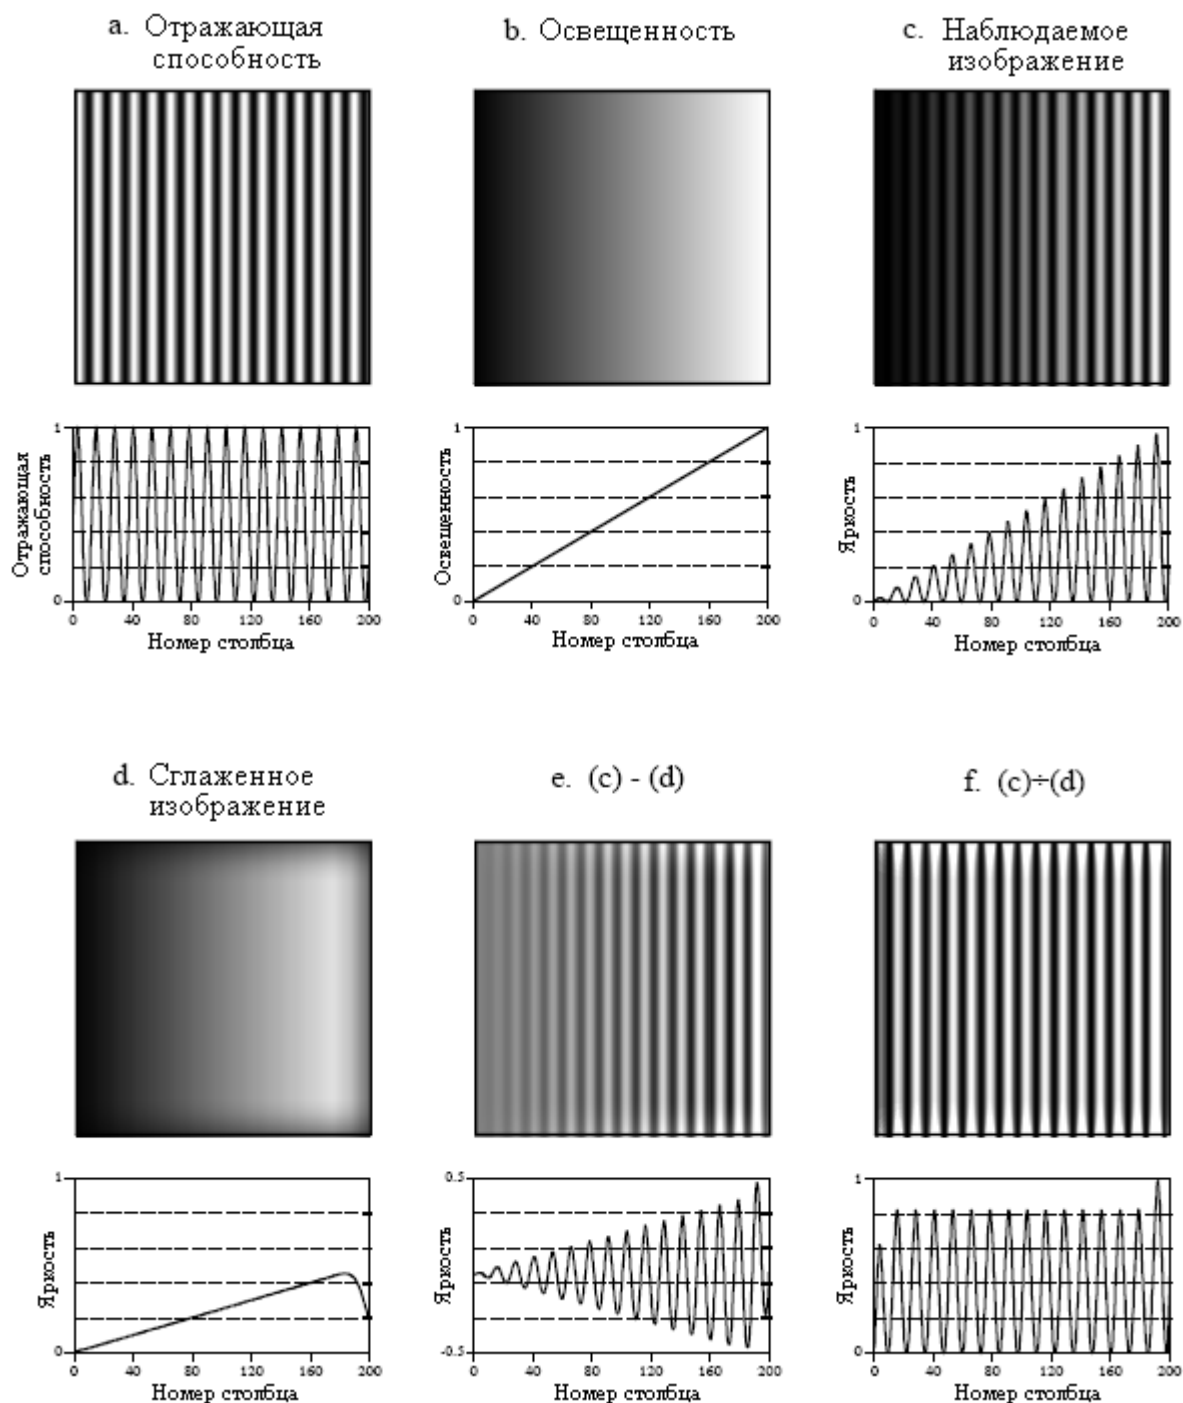 a. Отражающая
способность
b. Освещенность
c. Наблюдаемое
изображение
1
Отражающая
способность
0
0 40 80 120 160 200
Номер столбца
1
Освещенность
0
0 40 80 120 160 200
Номер столбца
1
Яркость
0
0 40 80 120 160 200
Номер столбца
d. Сглаженное
изображение
e. (c) - (d)
f. (c)÷(d)
1
Яркость
0
0 40 80 120 160 200
Номер столбца
0.5
Яркость
-0.5
0 40 80 120 160 200
Номер столбца
1
Яркость
0
0 40 80 120 160 200
Номер столбца